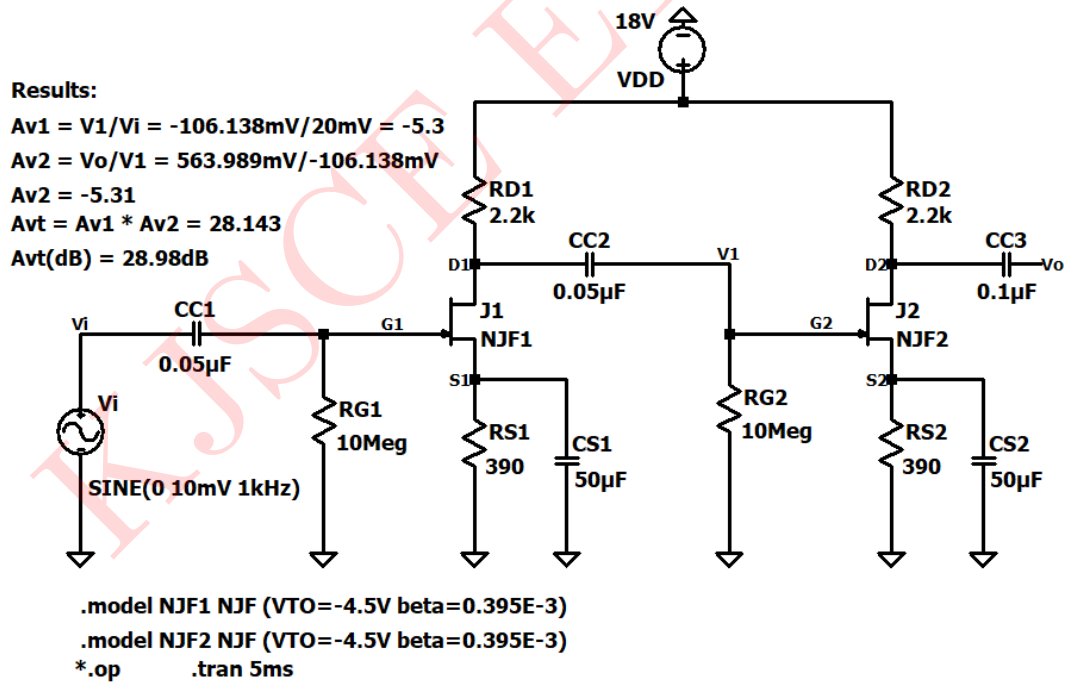 18V
VDD
Results:
Av1 = V1/Vi = -106.138mV/20mV = -5.3
Av2 = Vo/V1 = 563.989mV/-106.138mV
Av2 = -5.31
Avt = Av1 * Av2 = 28.143
Avt(dB) = 28.98dB
RD1
2.2k
RD2
2.2k
D1
CC2
0.05µF
V1
D2
CC3
0.1µF
Vo
Vi
CC1
0.05µF
G1
J1
NJF1
G2
J2
NJF2
S1
S2
Vi
SINE(0 10mV 1kHz)
RG1
10Meg
RS1
390
CS1
50µF
RG2
10Meg
RS2
390
CS2
50µF
.model NJF1 NJF (VTO=-4.5V beta=0.395E-3)
.model NJF2 NJF (VTO=-4.5V beta=0.395E-3)
*.op .tran 5ms
KJSCE E